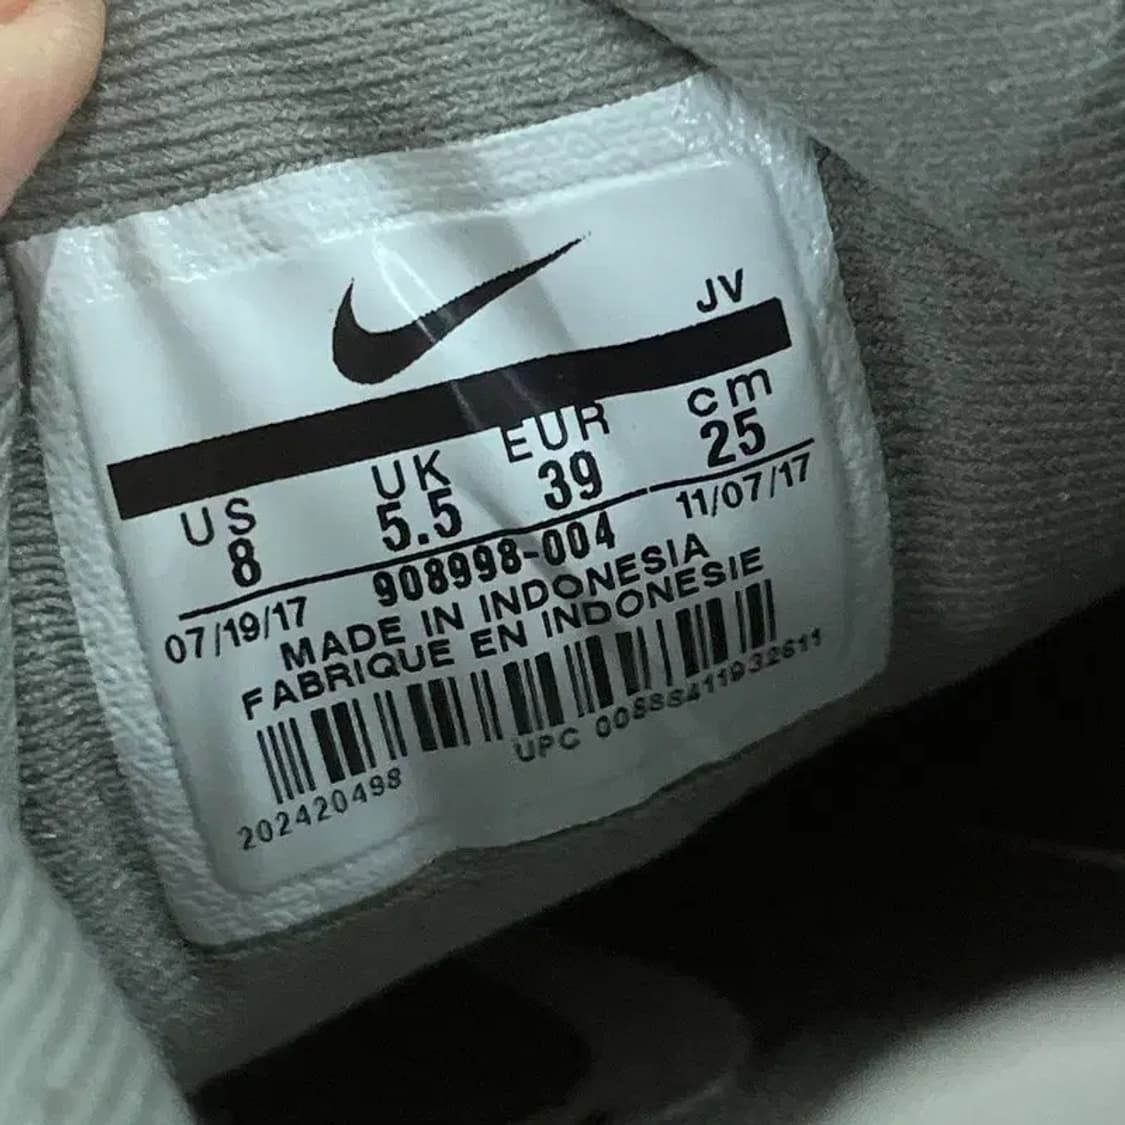 JV
US UK EUR cm
8 5.5 39 25
07/19/17 908998-004 11/07/17
MADE IN INDONESIA
FABRIQUE EN INDONESIE
202420498 UPC 00888411932611